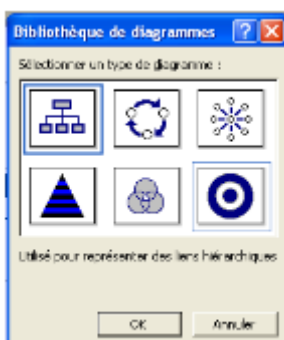 Bibliothèque de diagrammes
Sélectionner un type de diagramme :
Utilisé pour représenter des liens hiérarchiques
OK
Annuler